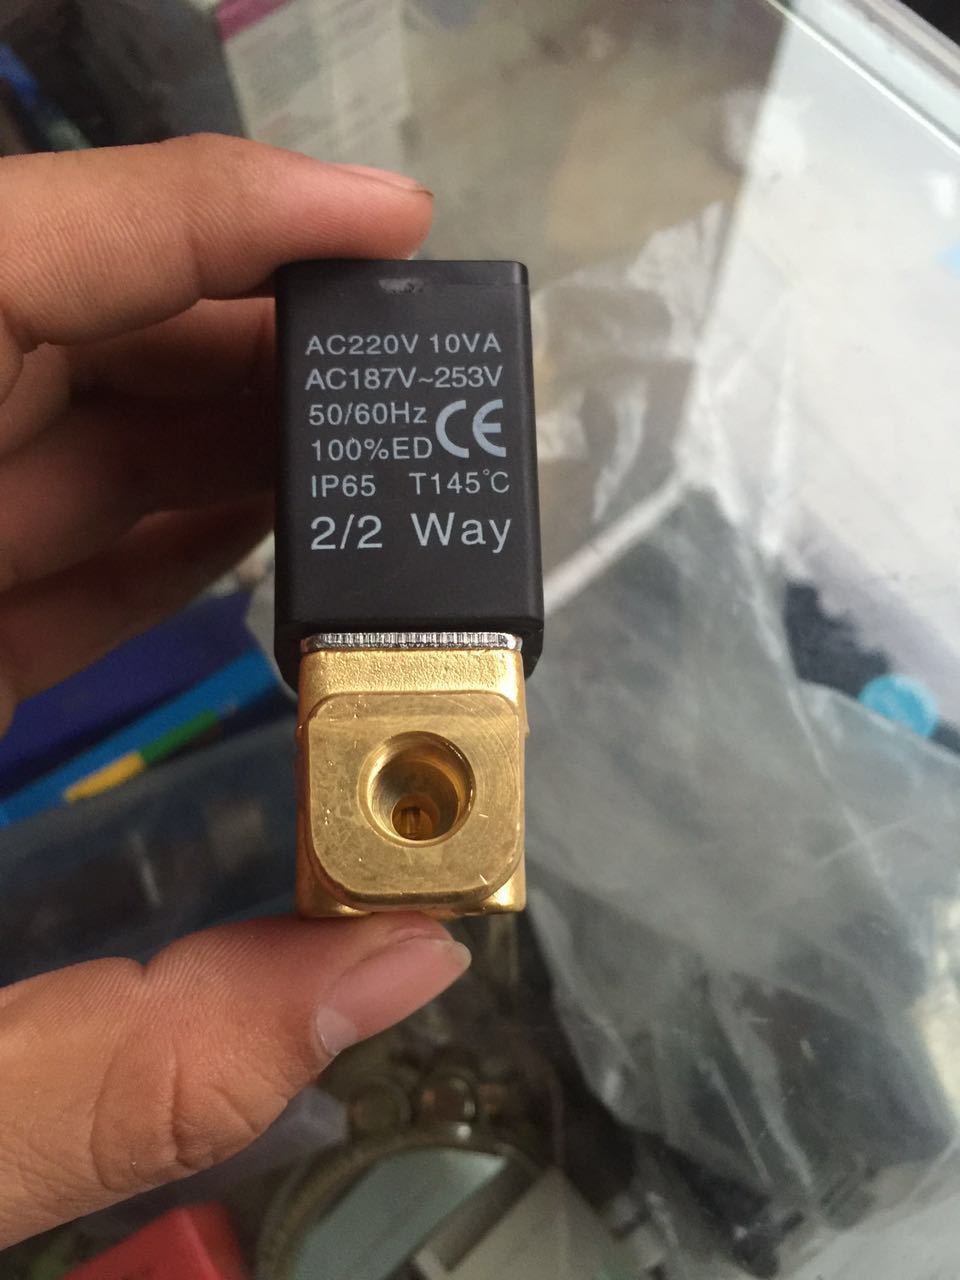 AC220V 10VA
AC187V~253V
50/60Hz CE
100%ED
IP65 T145°C
2/2 Way